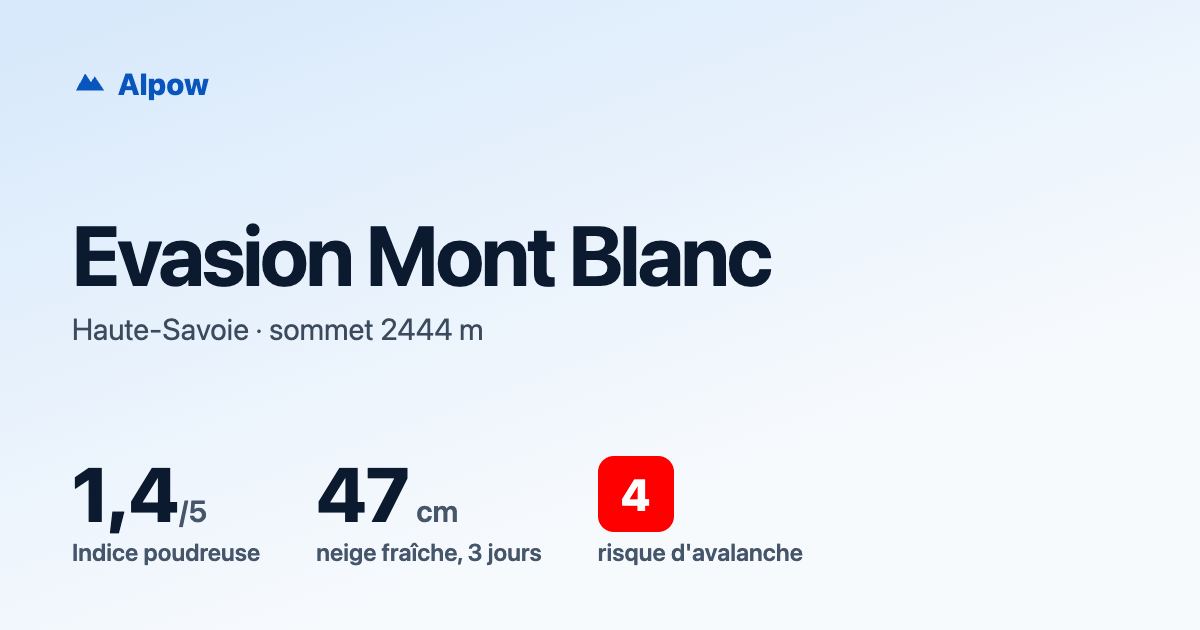 Alpow
Evasion Mont Blanc
Haute-Savoie · sommet 2444 m
1,4/5
Indice poudreuse
47 cm
neige fraîche, 3 jours
4
risque d'avalanche